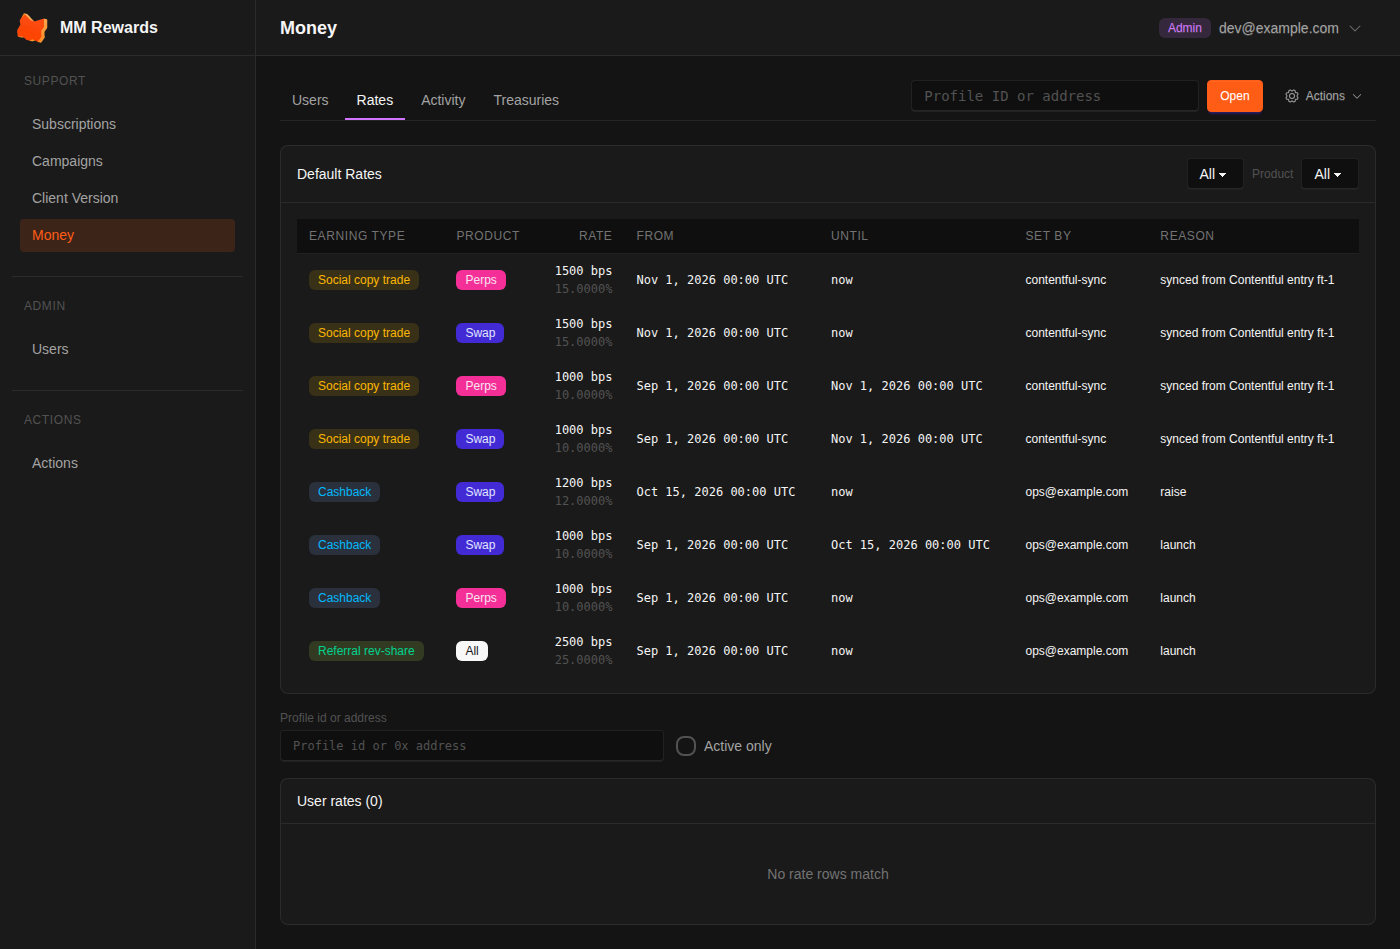 MM Rewards
Money
Admin dev@example.com
SUPPORT
Subscriptions
Campaigns
Client Version
Money
ADMIN
Users
ACTIONS
Actions
Users Rates Activity Treasuries
Profile ID or address Open Actions
Default Rates All Product All
EARNING TYPE PRODUCT RATE FROM UNTIL SET BY REASON
Social copy trade Perps 1500 bps Nov 1, 2026 00:00 UTC now contentful-sync synced from Contentful entry ft-1
15.0000%
Social copy trade Swap 1500 bps Nov 1, 2026 00:00 UTC now contentful-sync synced from Contentful entry ft-1
15.0000%
Social copy trade Perps 1000 bps Sep 1, 2026 00:00 UTC Nov 1, 2026 00:00 UTC contentful-sync synced from Contentful entry ft-1
10.0000%
Social copy trade Swap 1000 bps Sep 1, 2026 00:00 UTC Nov 1, 2026 00:00 UTC contentful-sync synced from Contentful entry ft-1
10.0000%
Cashback Swap 1200 bps Oct 15, 2026 00:00 UTC now ops@example.com raise
12.0000%
Cashback Swap 1000 bps Sep 1, 2026 00:00 UTC Oct 15, 2026 00:00 UTC ops@example.com launch
10.0000%
Cashback Perps 1000 bps Sep 1, 2026 00:00 UTC now ops@example.com launch
10.0000%
Referral rev-share All 2500 bps Sep 1, 2026 00:00 UTC now ops@example.com launch
25.0000%
Profile id or address
Profile id or 0x address Active only
User rates (0)
No rate rows match